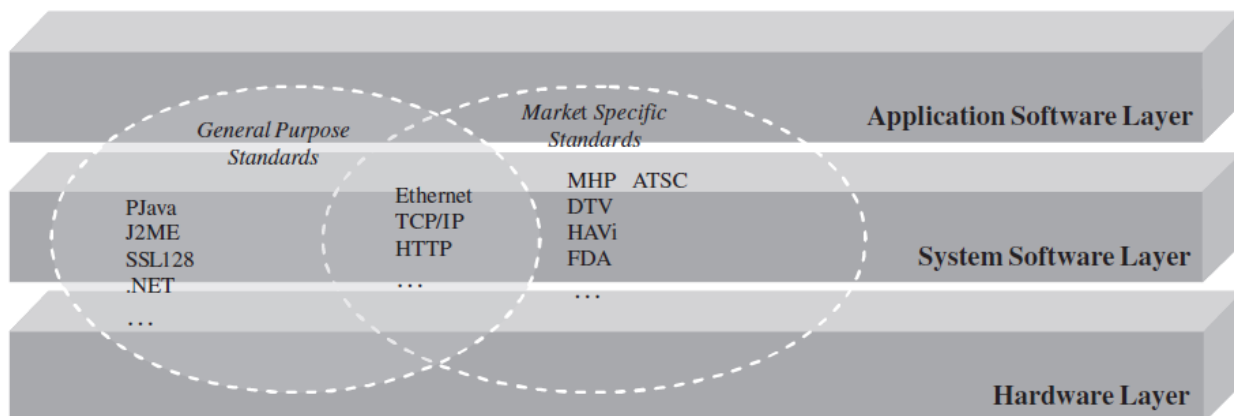 General Purpose
Standards
Market Specific
Standards
Application Software Layer
PJava
J2ME
SSL128
.NET
...
Ethernet
TCP/IP
HTTP
...
MHP ATSC
DTV
HAVi
FDA
...
System Software Layer
Hardware Layer